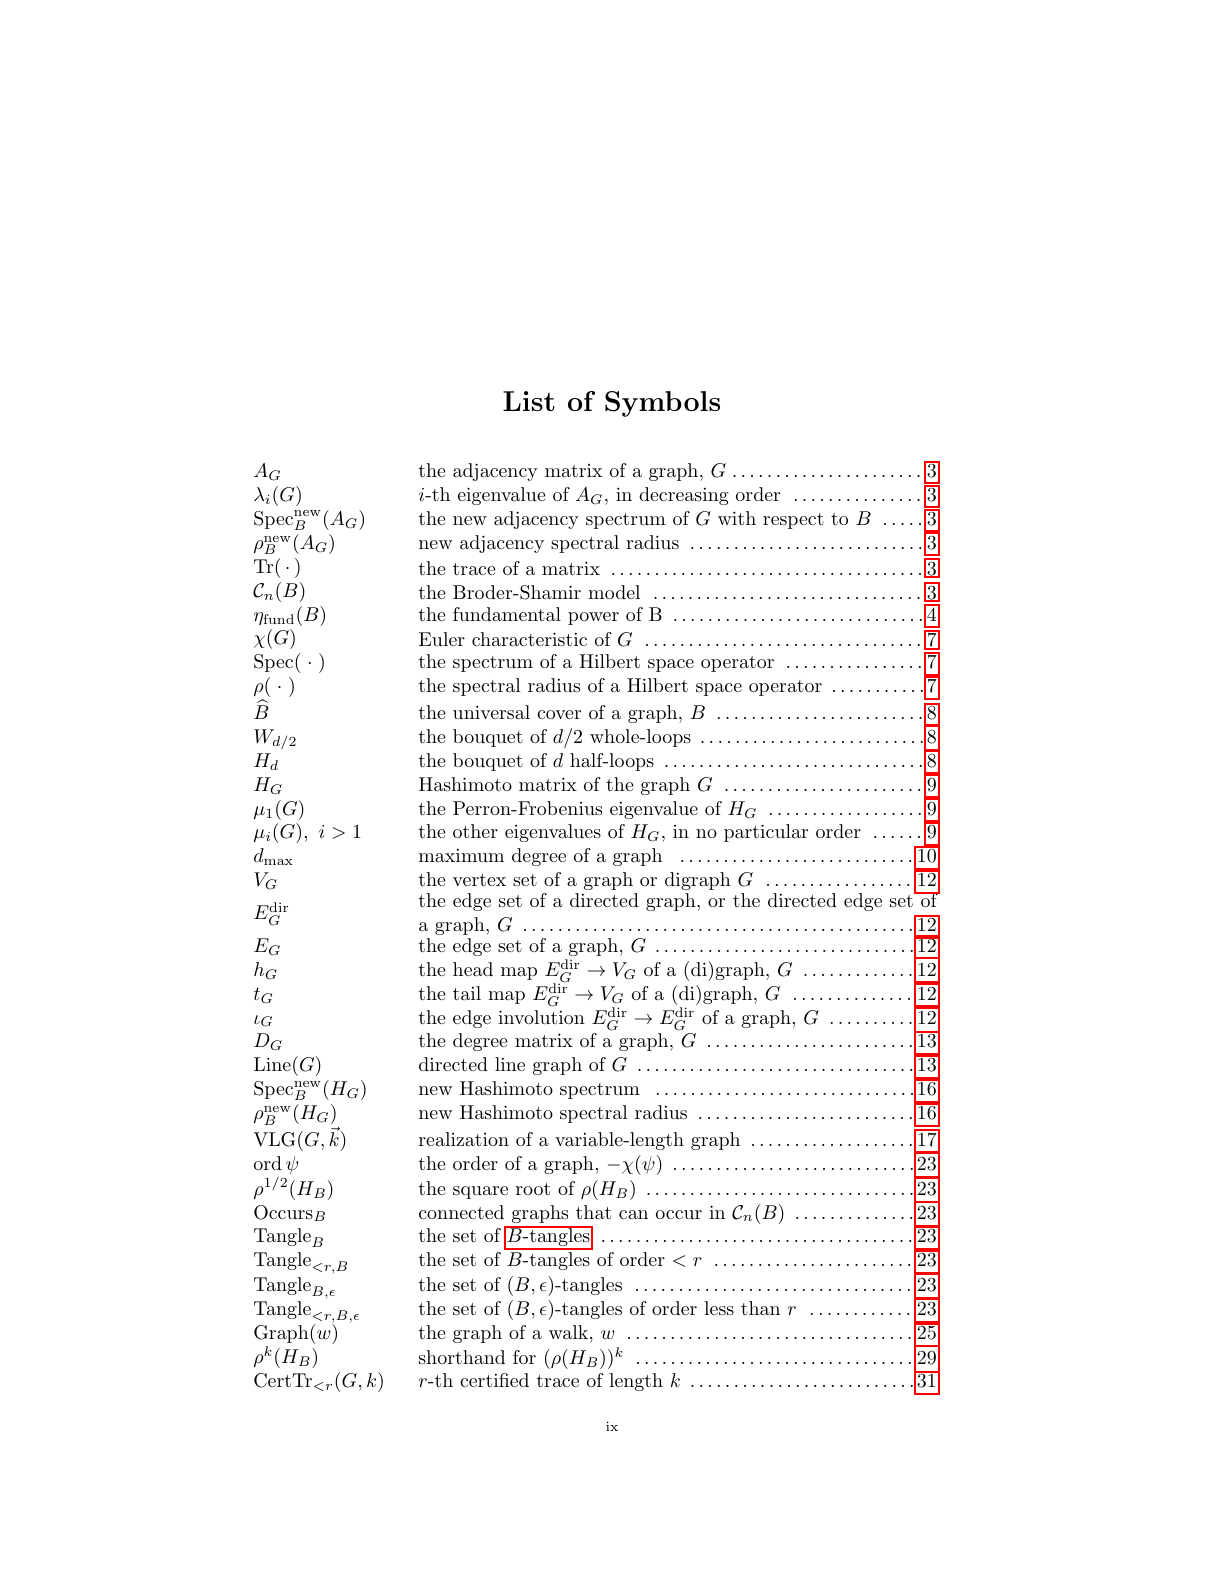 List of Symbols
A_G the adjacency matrix of a graph, G ...................... 3
λ_i(G) i-th eigenvalue of A_G, in decreasing order ............... 3
Spec_B^new(A_G) the new adjacency spectrum of G with respect to B ..... 3
ρ_B^new(A_G) new adjacency spectral radius ........................... 3
Tr( · ) the trace of a matrix .................................... 3
𝒞_n(B) the Broder-Shamir model ............................... 3
η_fund(B) the fundamental power of B ............................. 4
χ(G) Euler characteristic of G ................................ 7
Spec( · ) the spectrum of a Hilbert space operator ................ 7
ρ( · ) the spectral radius of a Hilbert space operator ........... 7
B̂ the universal cover of a graph, B ........................ 8
W_{d/2} the bouquet of d/2 whole-loops .......................... 8
H_d the bouquet of d half-loops .............................. 8
H_G Hashimoto matrix of the graph G ....................... 9
μ_1(G) the Perron-Frobenius eigenvalue of H_G .................. 9
μ_i(G), i > 1 the other eigenvalues of H_G, in no particular order ...... 9
d_max maximum degree of a graph ........................... 10
V_G the vertex set of a graph or digraph G ................. 12
E_G^dir the edge set of a directed graph, or the directed edge set of
a graph, G ............................................. 12
E_G the edge set of a graph, G .............................. 12
h_G the head map E_G^dir → V_G of a (di)graph, G ............. 12
t_G the tail map E_G^dir → V_G of a (di)graph, G .............. 12
ι_G the edge involution E_G^dir → E_G^dir of a graph, G .......... 12
D_G the degree matrix of a graph, G ........................ 13
Line(G) directed line graph of G ................................ 13
Spec_B^new(H_G) new Hashimoto spectrum .............................. 16
ρ_B^new(H_G) new Hashimoto spectral radius ......................... 16
VLG(G, k⃗) realization of a variable-length graph ................... 17
ord ψ the order of a graph, −χ(ψ) ............................ 23
ρ^{1/2}(H_B) the square root of ρ(H_B) ............................... 23
Occurs_B connected graphs that can occur in 𝒞_n(B) .............. 23
Tangle_B the set of B-tangles .................................... 23
Tangle_{<r,B} the set of B-tangles of order < r ....................... 23
Tangle_{B,ϵ} the set of (B, ϵ)-tangles ................................ 23
Tangle_{<r,B,ϵ} the set of (B, ϵ)-tangles of order less than r ............ 23
Graph(w) the graph of a walk, w ................................. 25
ρ^k(H_B) shorthand for (ρ(H_B))^k ................................ 29
CertTr_{<r}(G, k) r-th certified trace of length k .......................... 31
ix